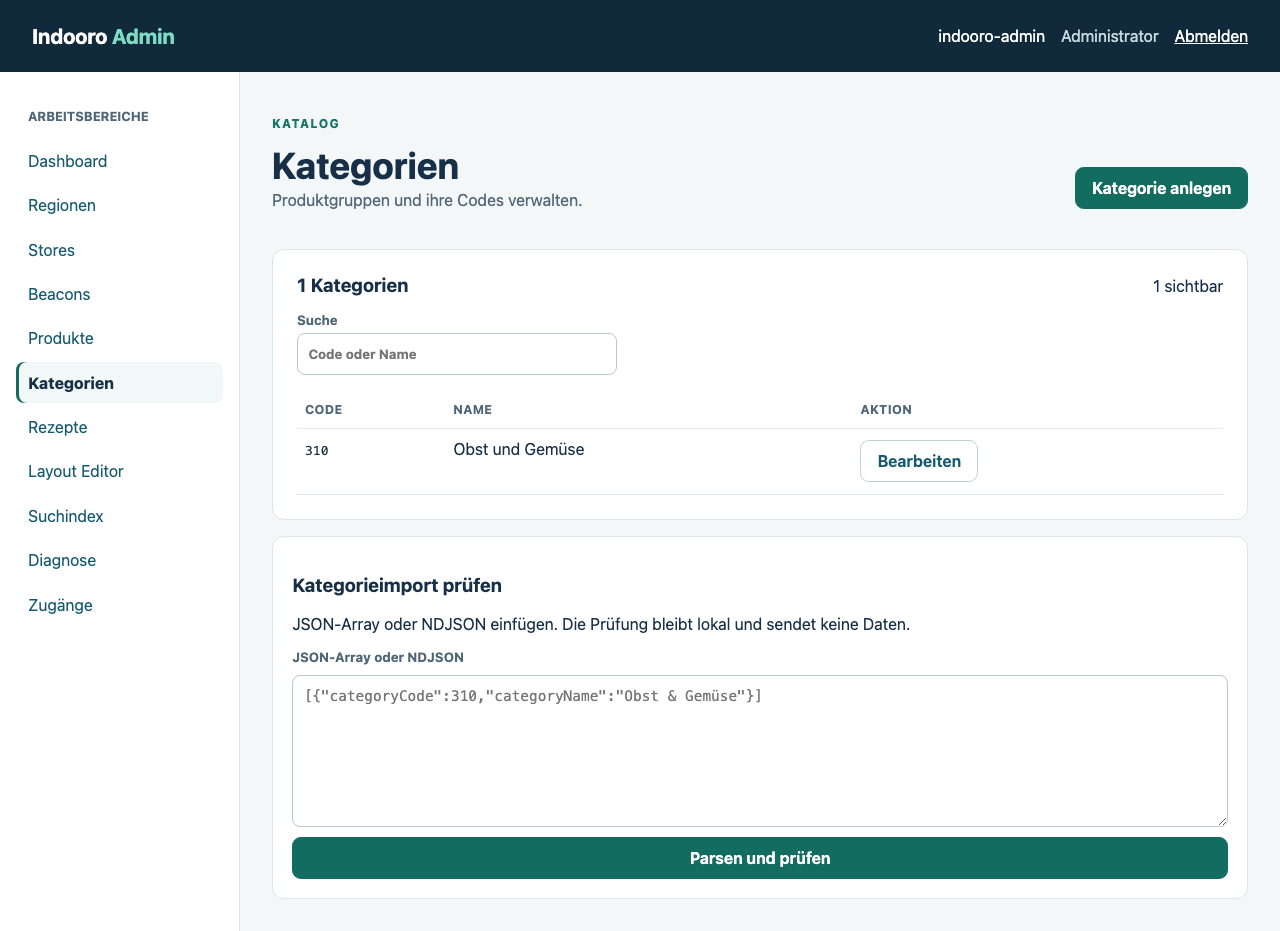 Indooro Admin
indooro-admin Administrator Abmelden
ARBEITSBEREICHE
Dashboard
Regionen
Stores
Beacons
Produkte
Kategorien
Rezepte
Layout Editor
Suchindex
Diagnose
Zugänge
KATALOG
Kategorien
Produktgruppen und ihre Codes verwalten.
Kategorie anlegen
1 Kategorien
1 sichtbar
Suche
Code oder Name
CODE NAME AKTION
310 Obst und Gemüse Bearbeiten
Kategorieimport prüfen
JSON-Array oder NDJSON einfügen. Die Prüfung bleibt lokal und sendet keine Daten.
JSON-Array oder NDJSON
[{"categoryCode":310,"categoryName":"Obst & Gemüse"}]
Parsen und prüfen